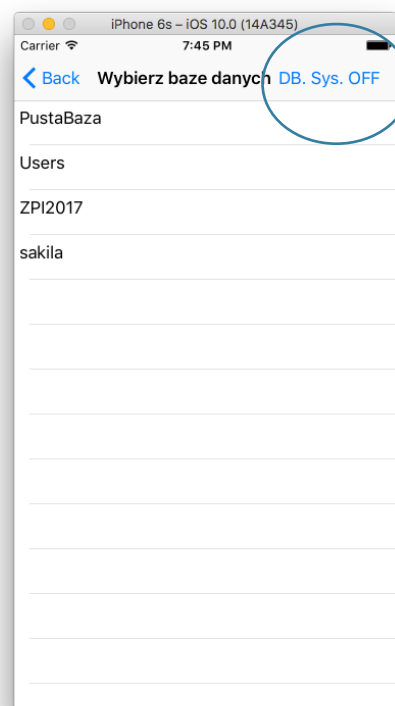 iPhone 6s – iOS 10.0 (14A345)
Carrier 7:45 PM
Back Wybierz baze danych DB. Sys. OFF
PustaBaza
Users
ZPI2017
sakila